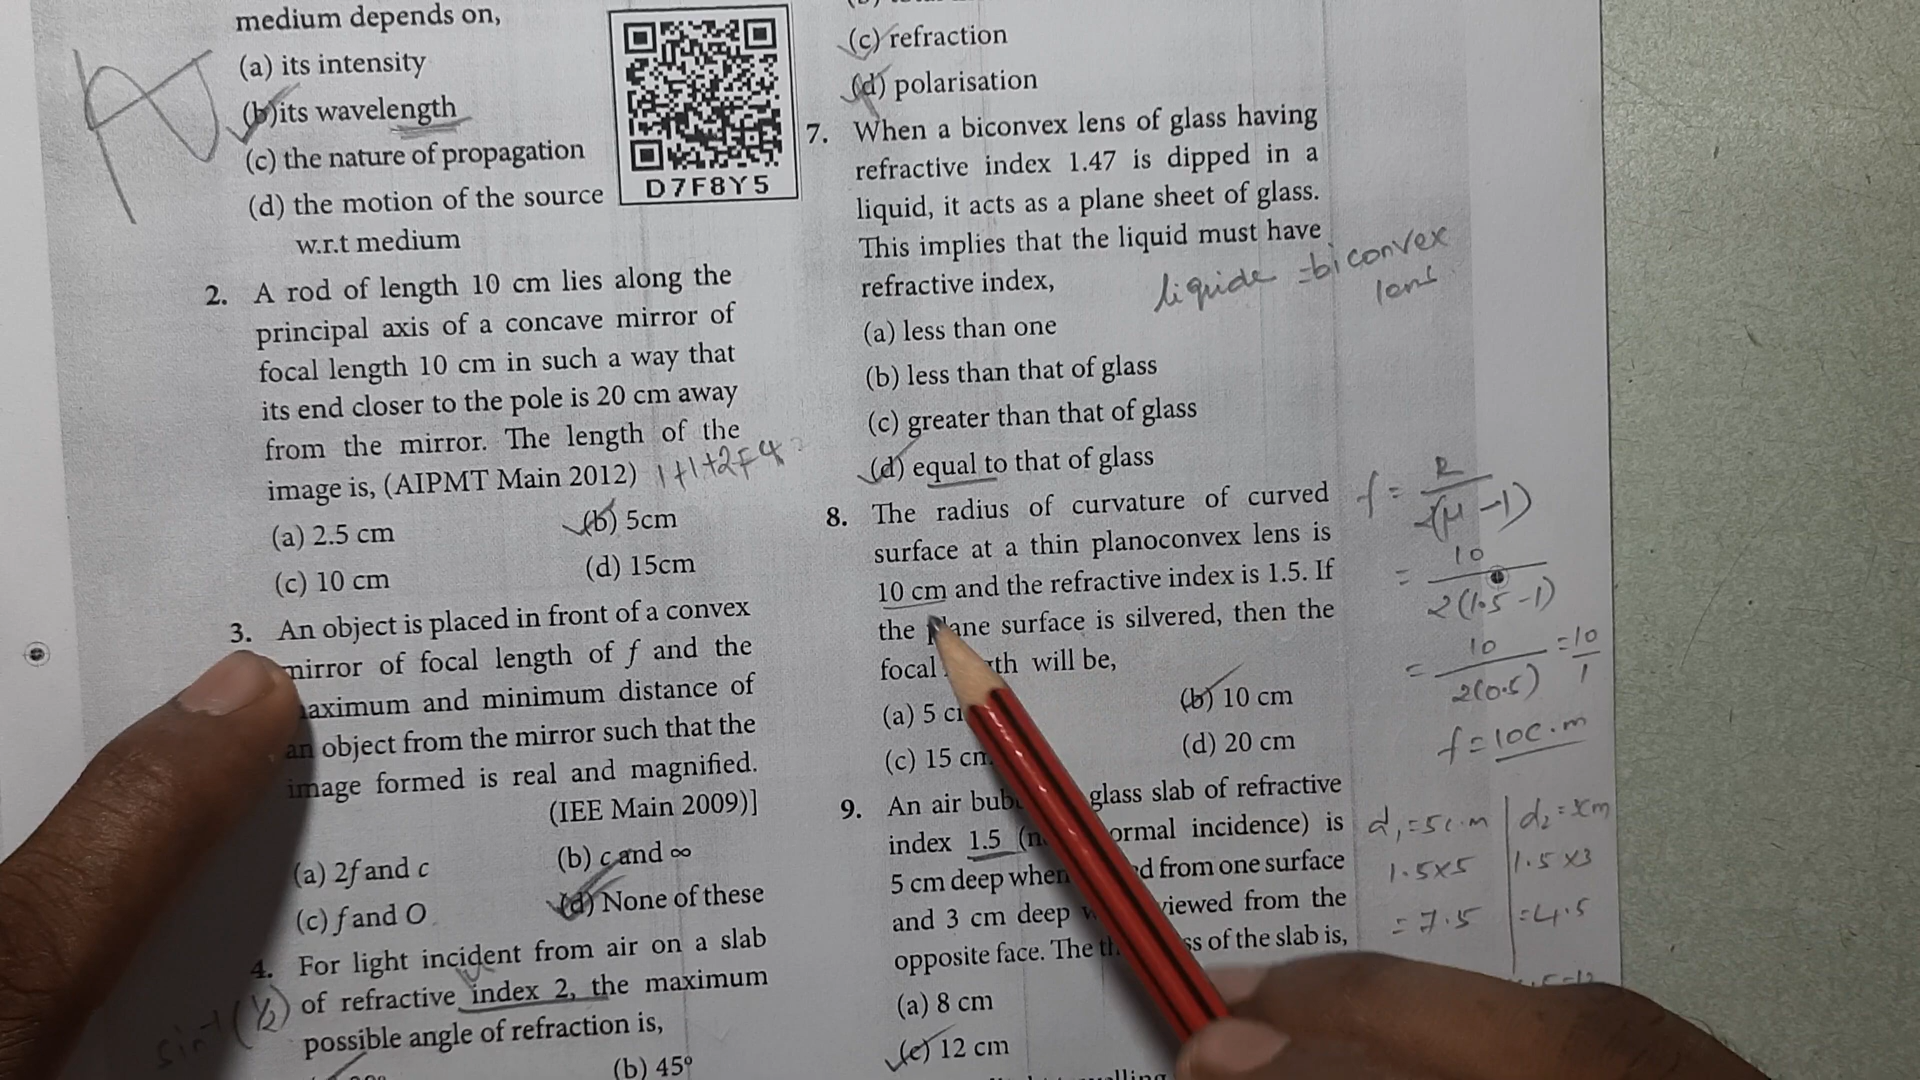 medium depends on,
(a) its intensity
(b) its wavelength
(c) the nature of propagation
(d) the motion of the source
w.r.t medium
D7F8Y5
2. A rod of length 10 cm lies along the
principal axis of a concave mirror of
focal length 10 cm in such a way that
its end closer to the pole is 20 cm away
from the mirror. The length of the
image is, (AIPMT Main 2012) 1+1+2=4
(a) 2.5 cm (b) 5cm
(c) 10 cm (d) 15cm
3. An object is placed in front of a convex
mirror of focal length of f and the
maximum and minimum distance of
an object from the mirror such that the
image formed is real and magnified.
(IEE Main 2009)]
(a) 2f and c (b) c and ∞
(c) f and O (d) None of these
4. For light incident from air on a slab
of refractive index 2, the maximum
possible angle of refraction is,
sin⁻¹(½)
(b) 45º
(c) refraction
(d) polarisation
7. When a biconvex lens of glass having
refractive index 1.47 is dipped in a
liquid, it acts as a plane sheet of glass.
This implies that the liquid must have
refractive index,
liquide = biconvex
lens
(a) less than one
(b) less than that of glass
(c) greater than that of glass
(d) equal to that of glass
8. The radius of curvature of curved
surface at a thin planoconvex lens is
10 cm and the refractive index is 1.5. If
the plane surface is silvered, then the
focal will be,
(a) 5 (b) 10 cm
(c) 15 cm (d) 20 cm
f = R / 2(μ-1)
= 10 / 2(1.5-1)
= 10 / 2(0.5) = 10 / 1
f = 10c.m
9. An air glass slab of refractive
index 1.5 incidence) is
5 cm deep when from one surface
and 3 cm deep viewed from the
opposite face. The of the slab is,
(a) 8 cm
(c) 12 cm
d₁=5c.m
1.5×5
=7.5
1.5×3
=4.5